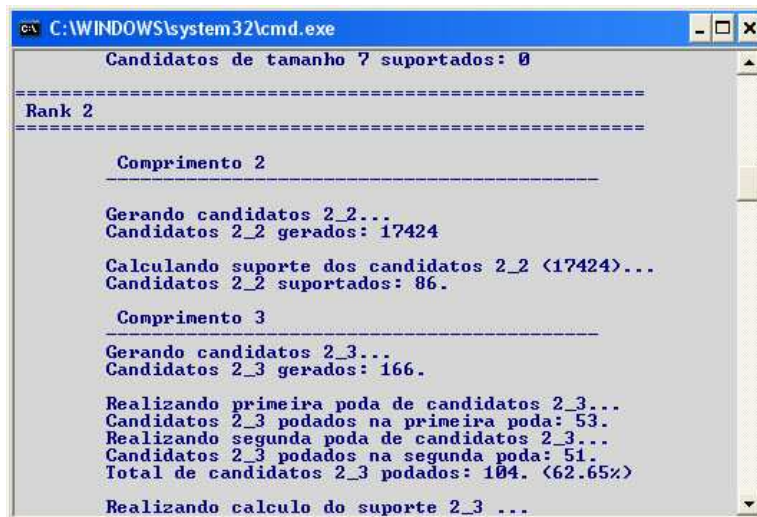 C:\WINDOWS\system32\cmd.exe
Candidatos de tamanho 7 suportados: 0
=======================================================
Rank 2
=======================================================
Comprimento 2
-------------------------------------------
Gerando candidatos 2_2...
Candidatos 2_2 gerados: 17424
Calculando suporte dos candidatos 2_2 (17424)...
Candidatos 2_2 suportados: 86.
Comprimento 3
-------------------------------------------
Gerando candidatos 2_3...
Candidatos 2_3 gerados: 166.
Realizando primeira poda de candidatos 2_3...
Candidatos 2_3 podados na primeira poda: 53.
Realizando segunda poda de candidatos 2_3...
Candidatos 2_3 podados na segunda poda: 51.
Total de candidatos 2_3 podados: 104. (62.65%)
Realizando calculo do suporte 2_3 ...